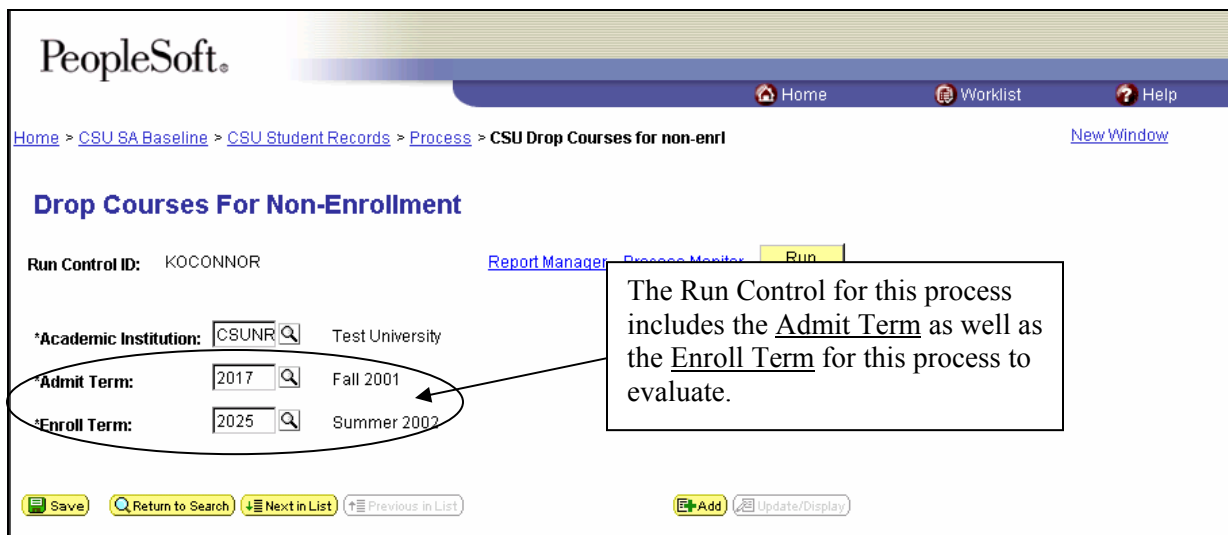 PeopleSoft®
Home Worklist Help
Home > CSU SA Baseline > CSU Student Records > Process > CSU Drop Courses for non-enrl New Window
Drop Courses For Non-Enrollment
Run Control ID: KOCONNOR Report Manager Process Monitor Run
The Run Control for this process
includes the Admit Term as well as
the Enroll Term for this process to
evaluate.
*Academic Institution: CSUNR Test University
*Admit Term: 2017 Fall 2001
*Enroll Term: 2025 Summer 2002
Save Return to Search Next in List Previous in List Add Update/Display